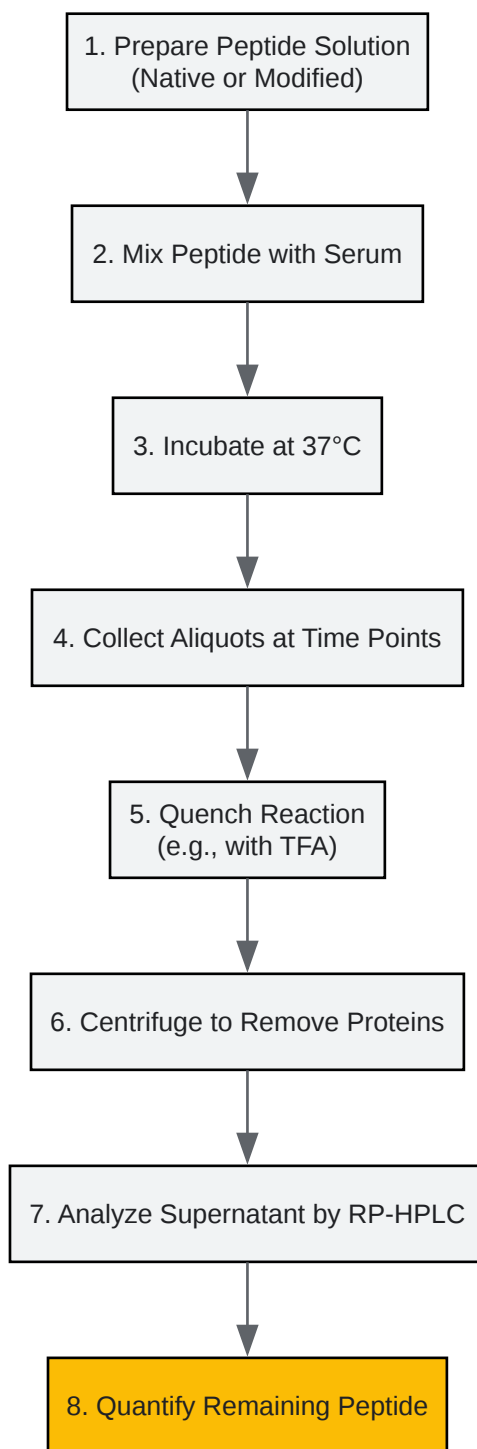 1. Prepare Peptide Solution
(Native or Modified)
2. Mix Peptide with Serum
3. Incubate at 37°C
4. Collect Aliquots at Time Points
5. Quench Reaction
(e.g., with TFA)
6. Centrifuge to Remove Proteins
7. Analyze Supernatant by RP-HPLC
8. Quantify Remaining Peptide